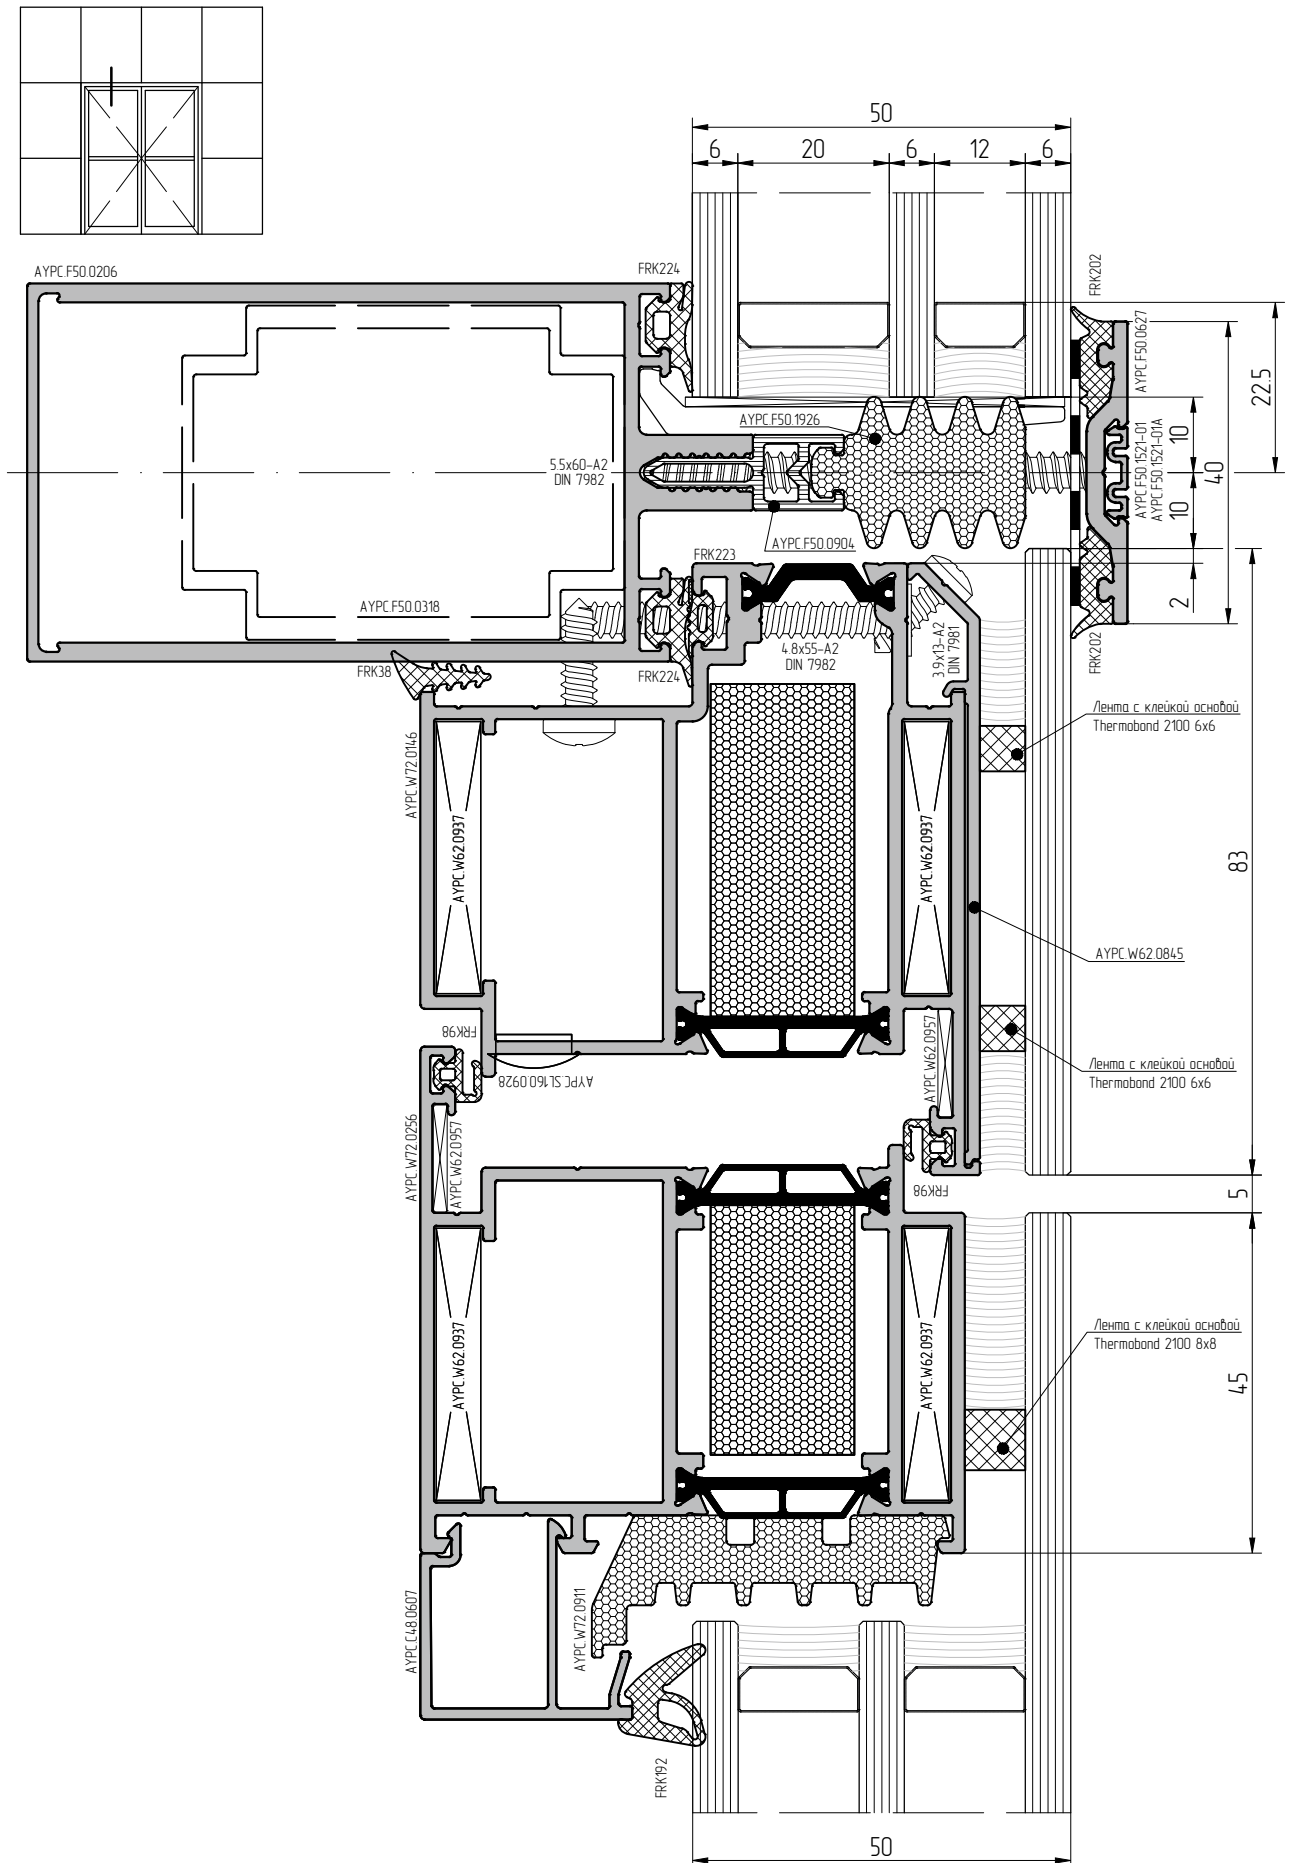 50
6
20
6
12
6
AYPC.F50.0206
FRK224
FRK202
AYPC.F50.0627
22.5
40
10
10
2
AYPC.F50.1926
AYPC.F50.1521-01
AYPC.F50.1521-01A
5.5x60-A2
DIN 7982
AYPC.F50.0904
FRK223
AYPC.F50.0318
4.8x55-A2
DIN 7982
3.9x13-A2
DIN 7981
FRK202
FRK38
FRK224
Лента с клейкой основой
Thermobond 2100 6x6
AYPC.W72.0146
AYPC.W62.0937
AYPC.W62.0937
83
AYPC.W62.0845
FRK98
AYPC.SL160.0928
AYPC.W62.0957
Лента с клейкой основой
Thermobond 2100 6x6
AYPC.W72.0256
AYPC.W62.0957
FRK98
5
AYPC.W62.0937
AYPC.W62.0937
Лента с клейкой основой
Thermobond 2100 8x8
45
AYPC.C48.0607
AYPC.W72.0911
FRK192
50